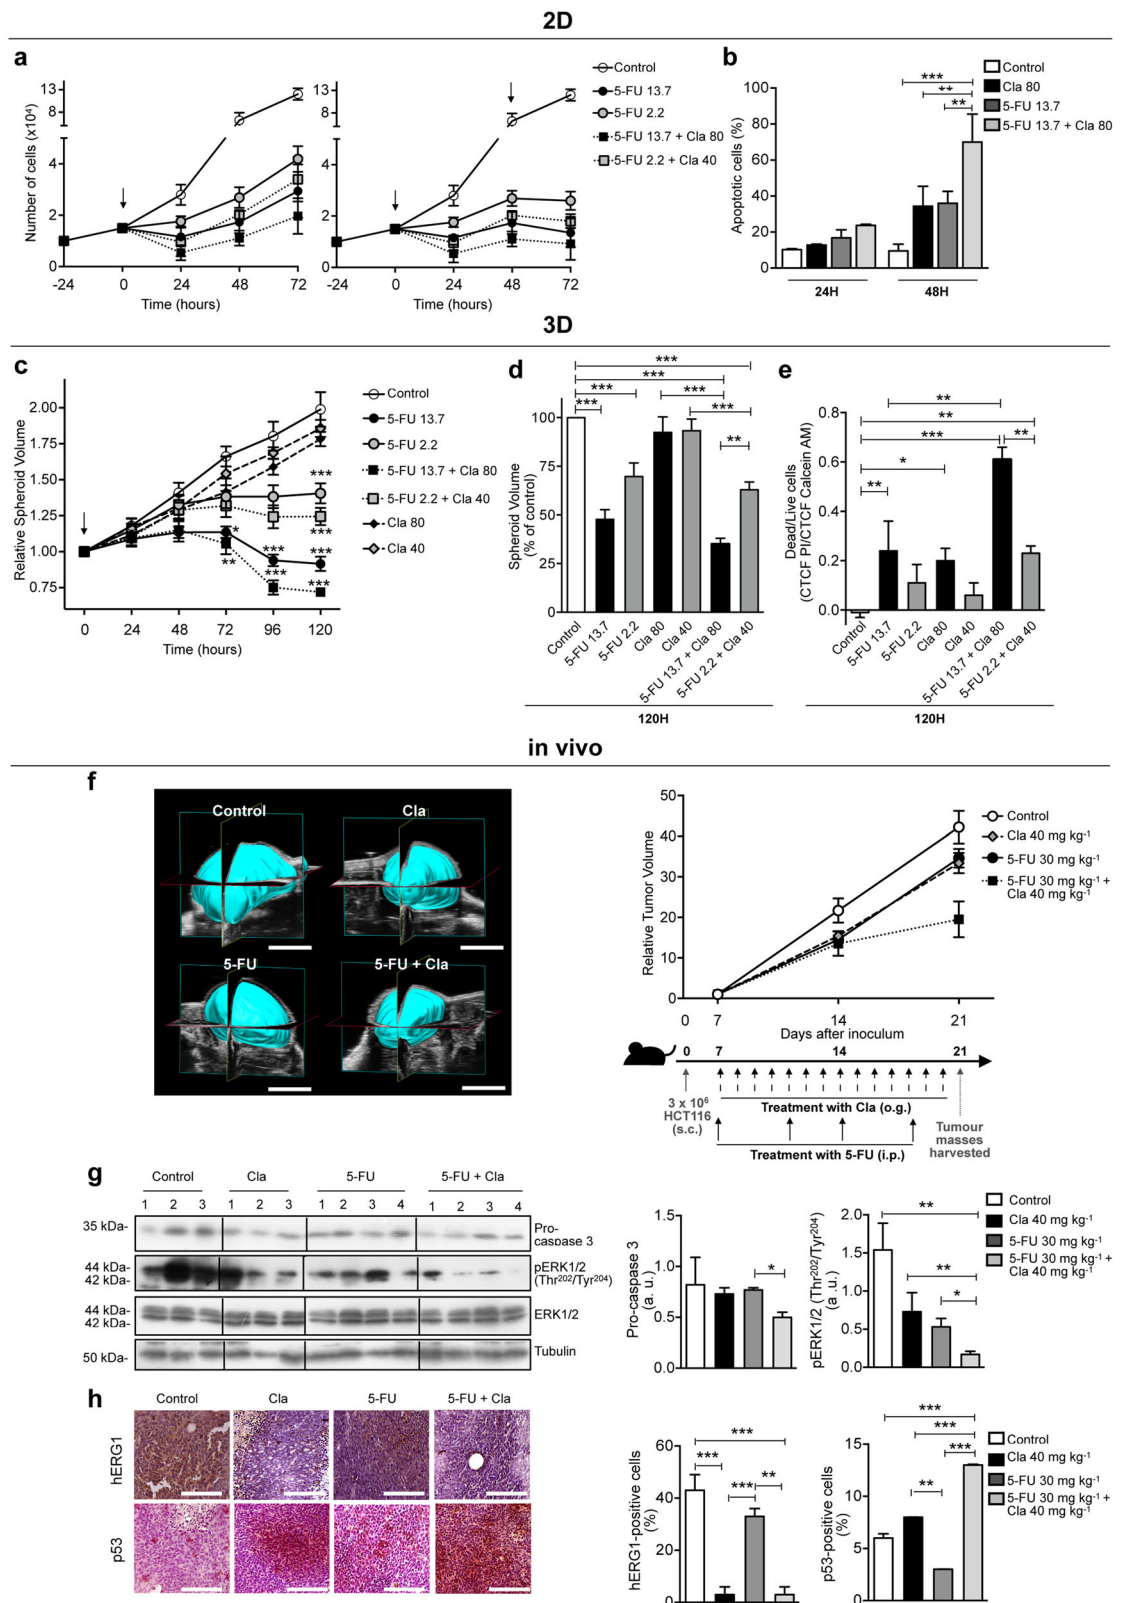 2D
a
Number of cells (x10⁴)
13
8
4
2
0
-24 0 24 48 72
Time (hours)
13
8
4
2
0
-24 0 24 48 72
Time (hours)
Control
5-FU 13.7
5-FU 2.2
5-FU 13.7 + Cla 80
5-FU 2.2 + Cla 40
b
Apoptotic cells (%)
100
80
60
40
20
0
***
**
**
24H 48H
Control
Cla 80
5-FU 13.7
5-FU 13.7 + Cla 80
3D
c
Relative Spheroid Volume
2.00
1.75
1.50
1.25
1.00
0.75
0 24 48 72 96 120
Time (hours)
***
***
*
**
***
***
***
***
Control
5-FU 13.7
5-FU 2.2
5-FU 13.7 + Cla 80
5-FU 2.2 + Cla 40
Cla 80
Cla 40
d
Spheroid Volume
(% of control)
100
75
50
25
0
***
***
*** ***
*** ***
**
Control
5-FU 13.7
5-FU 2.2
Cla 80
Cla 40
5-FU 13.7 + Cla 80
5-FU 2.2 + Cla 40
120H
e
Dead/Live cells
(CTCF PI/CTCF Calcein AM)
0.8
0.6
0.4
0.2
0.0
**
**
*** **
*
**
Control
5-FU 13.7
5-FU 2.2
Cla 80
Cla 40
5-FU 13.7 + Cla 80
5-FU 2.2 + Cla 40
120H
in vivo
f
Control Cla
5-FU 5-FU + Cla
Relative Tumor Volume
50
40
30
20
10
0
0 7 14 21
Days after inoculum
Control
Cla 40 mg kg⁻¹
5-FU 30 mg kg⁻¹
5-FU 30 mg kg⁻¹ +
Cla 40 mg kg⁻¹
0 7 14 21
3 x 10⁶
HCT116
(s.c.)
Treatment with Cla (o.g.)
Treatment with 5-FU (i.p.)
Tumour
masses
harvested
g
Control Cla 5-FU 5-FU + Cla
1 2 3 1 2 3 1 2 3 4 1 2 3 4
35 kDa-
Pro-
caspase 3
44 kDa-
42 kDa-
pERK1/2
(Thr²⁰²/Tyr²⁰⁴)
44 kDa-
42 kDa-
ERK1/2
50 kDa-
Tubulin
Pro-caspase 3
(a. u.)
1.5
1.0
0.5
0.0
*
pERK1/2 (Thr²⁰²/Tyr²⁰⁴)
(a .u.)
2.0
1.5
1.0
0.5
0.0
**
**
*
Control
Cla 40 mg kg⁻¹
5-FU 30 mg kg⁻¹
5-FU 30 mg kg⁻¹ +
Cla 40 mg kg⁻¹
h
Control Cla 5-FU 5-FU + Cla
hERG1
p53
hERG1-positive cells
(%)
60
40
20
0
***
*** **
***
p53-positive cells
(%)
15
10
5
0
***
***
***
**
Control
Cla 40 mg kg⁻¹
5-FU 30 mg kg⁻¹
5-FU 30 mg kg⁻¹ +
Cla 40 mg kg⁻¹